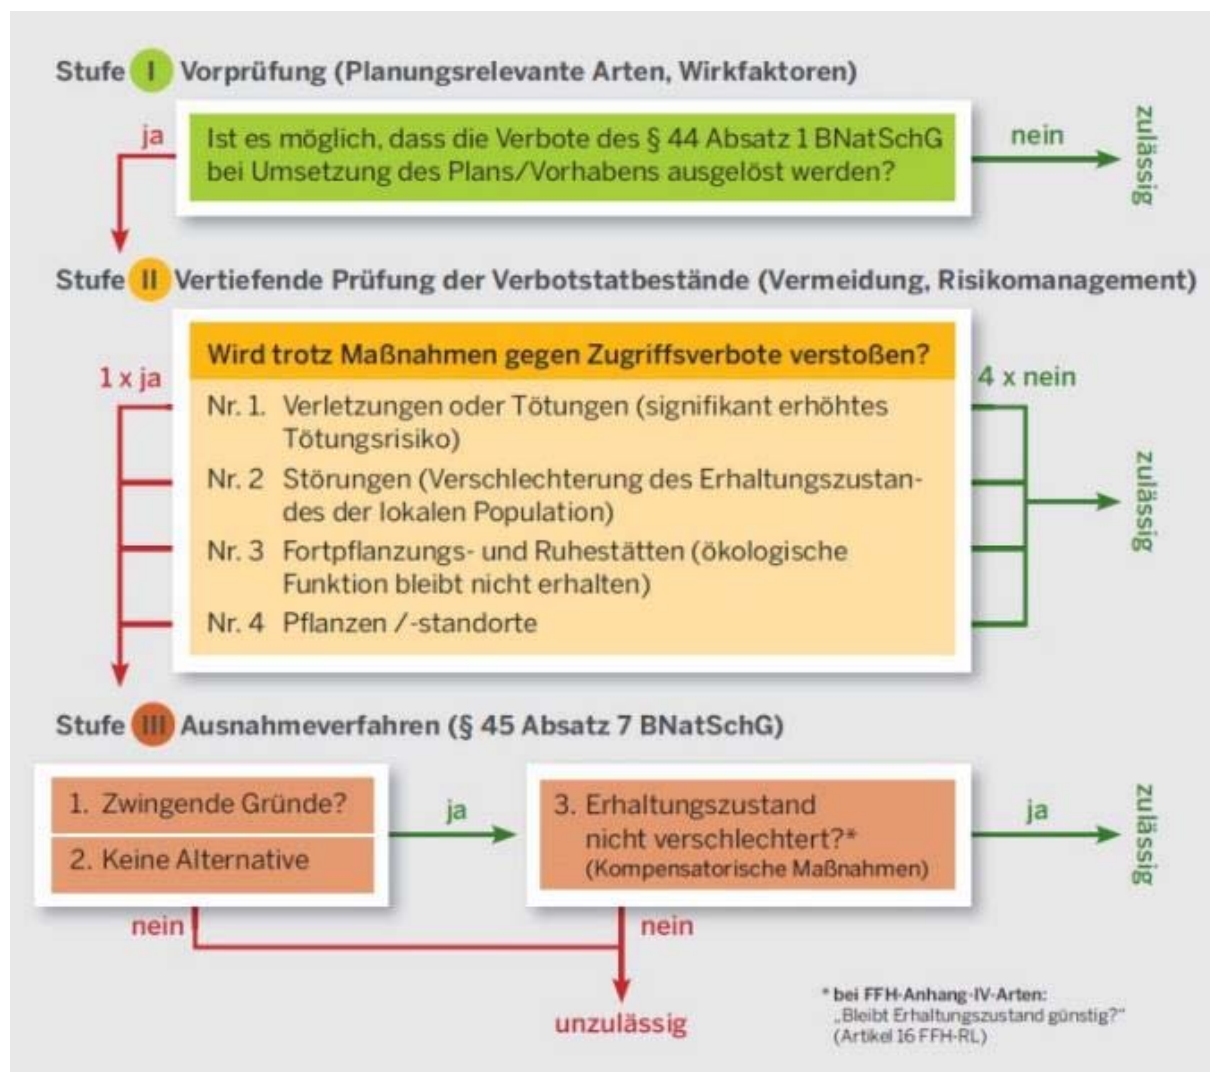 Stufe I Vorprüfung (Planungsrelevante Arten, Wirkfaktoren)
ja
Ist es möglich, dass die Verbote des § 44 Absatz 1 BNatSchG
bei Umsetzung des Plans/Vorhabens ausgelöst werden?
nein
zulässig
Stufe II Vertiefende Prüfung der Verbotstatbestände (Vermeidung, Risikomanagement)
Wird trotz Maßnahmen gegen Zugriffsverbote verstoßen?
1 x ja
4 x nein
Nr. 1. Verletzungen oder Tötungen (signifikant erhöhtes
Tötungsrisiko)
Nr. 2 Störungen (Verschlechterung des Erhaltungszustan-
des der lokalen Population)
Nr. 3 Fortpflanzungs- und Ruhestätten (ökologische
Funktion bleibt nicht erhalten)
Nr. 4 Pflanzen /-standorte
zulässig
Stufe III Ausnahmeverfahren (§ 45 Absatz 7 BNatSchG)
1. Zwingende Gründe?
2. Keine Alternative
ja
3. Erhaltungszustand
nicht verschlechtert?*
(Kompensatorische Maßnahmen)
ja
zulässig
nein
nein
unzulässig
* bei FFH-Anhang-IV-Arten:
„Bleibt Erhaltungszustand günstig?“
(Artikel 16 FFH-RL)